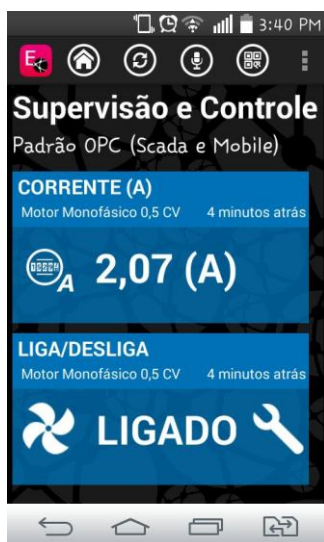 3:40 PM
E
Supervisão e Controle
Padrão OPC (Scada e Mobile)
CORRENTE (A)
Motor Monofásico 0,5 CV 4 minutos atrás
A 2,07 (A)
LIGA/DESLIGA
Motor Monofásico 0,5 CV 4 minutos atrás
LIGADO